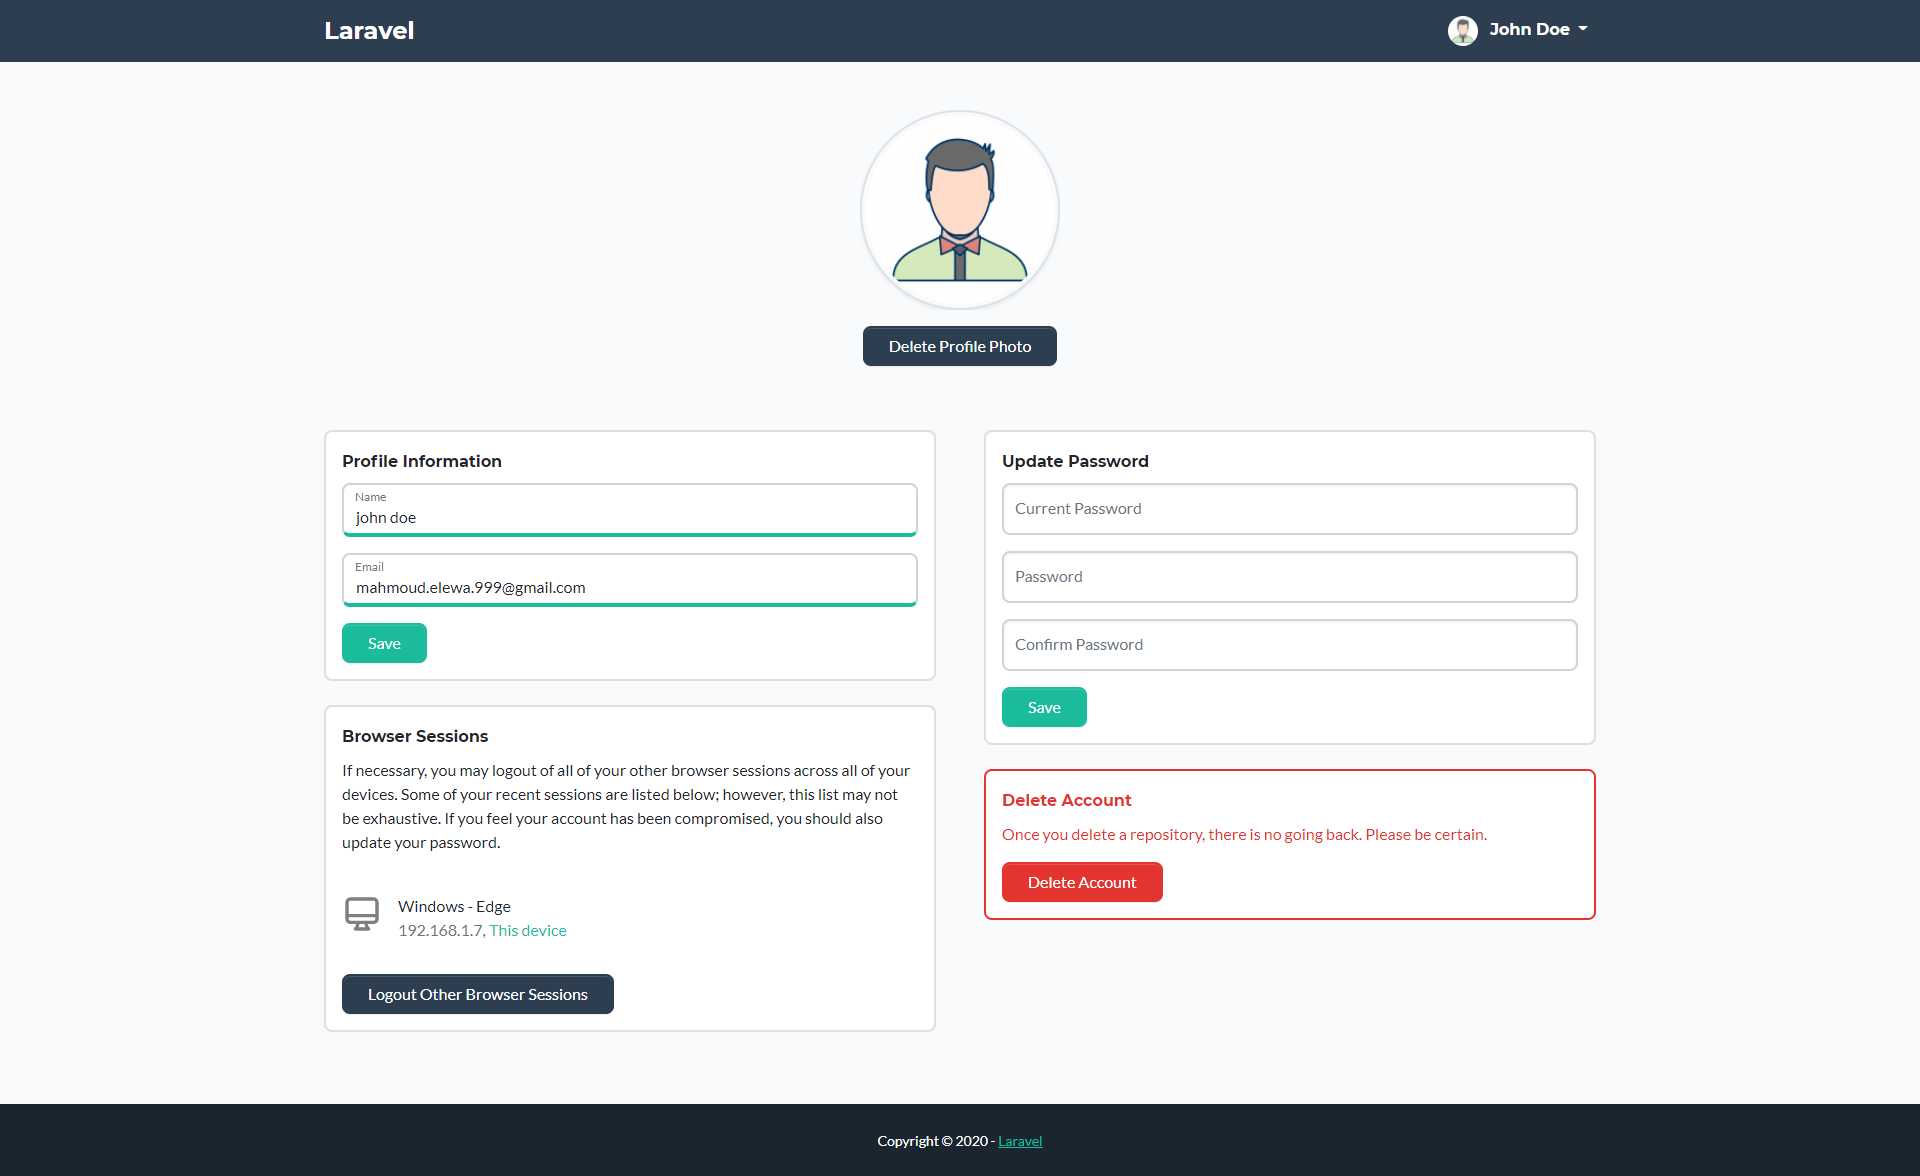 Laravel
John Doe
Delete Profile Photo
Profile Information
Name
john doe
Email
mahmoud.elewa.999@gmail.com
Save
Browser Sessions
If necessary, you may logout of all of your other browser sessions across all of your
devices. Some of your recent sessions are listed below; however, this list may not
be exhaustive. If you feel your account has been compromised, you should also
update your password.
Windows - Edge
192.168.1.7, This device
Logout Other Browser Sessions
Update Password
Current Password
Password
Confirm Password
Save
Delete Account
Once you delete a repository, there is no going back. Please be certain.
Delete Account
Copyright © 2020 - Laravel